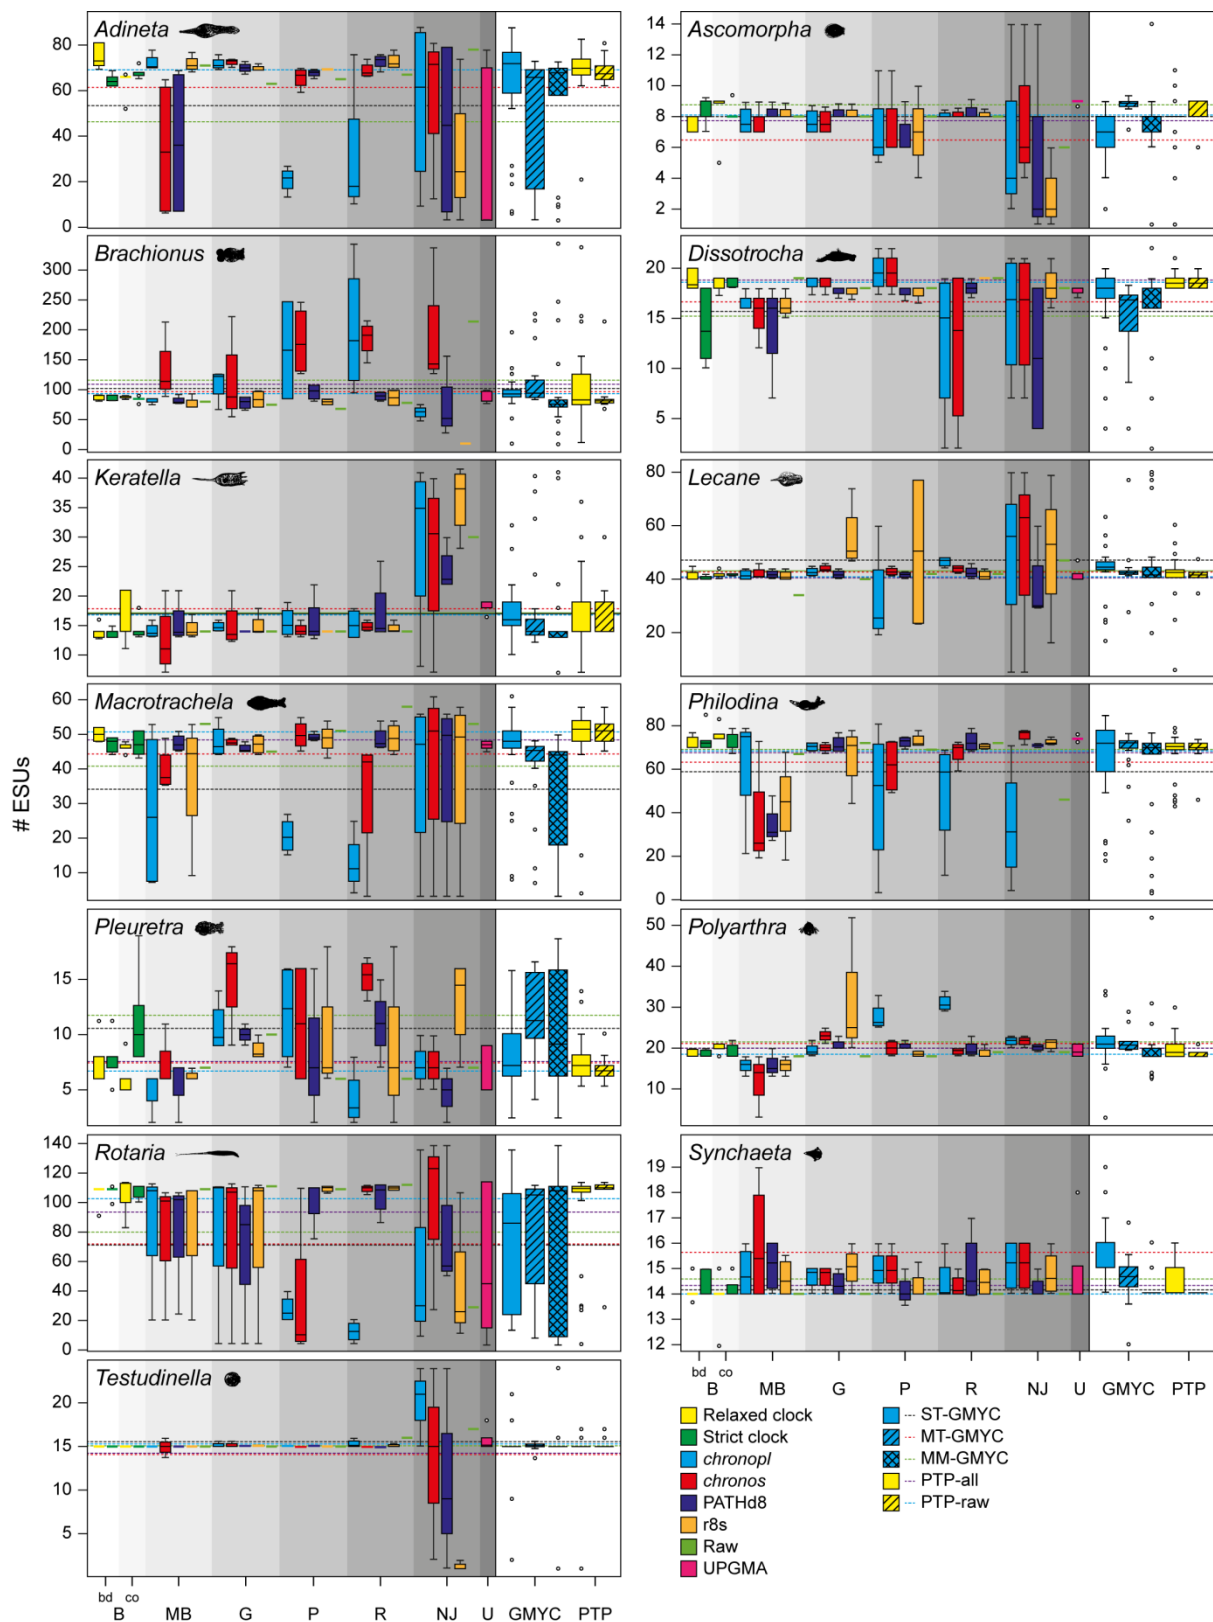 Adineta
80
60
40
20
0
Ascomorpha
14
12
10
8
6
4
2
Brachionus
300
250
200
150
100
50
0
Dissotrocha
20
15
10
5
Keratella
40
35
30
25
20
15
10
Lecane
80
60
40
20
# ESUs
Macrotrachela
60
50
40
30
20
10
Philodina
80
60
40
20
0
Pleuretra
15
10
5
Polyarthra
50
40
30
20
10
Rotaria
140
120
100
80
60
40
20
0
Synchaeta
19
18
17
16
15
14
13
12
Testudinella
20
15
10
5
bd co
B MB G P R NJ U GMYC PTP
bd co
B MB G P R NJ U GMYC PTP
Relaxed clock
Strict clock
chronopl
chronos
PATHd8
r8s
Raw
UPGMA
ST-GMYC
MT-GMYC
MM-GMYC
PTP-all
PTP-raw